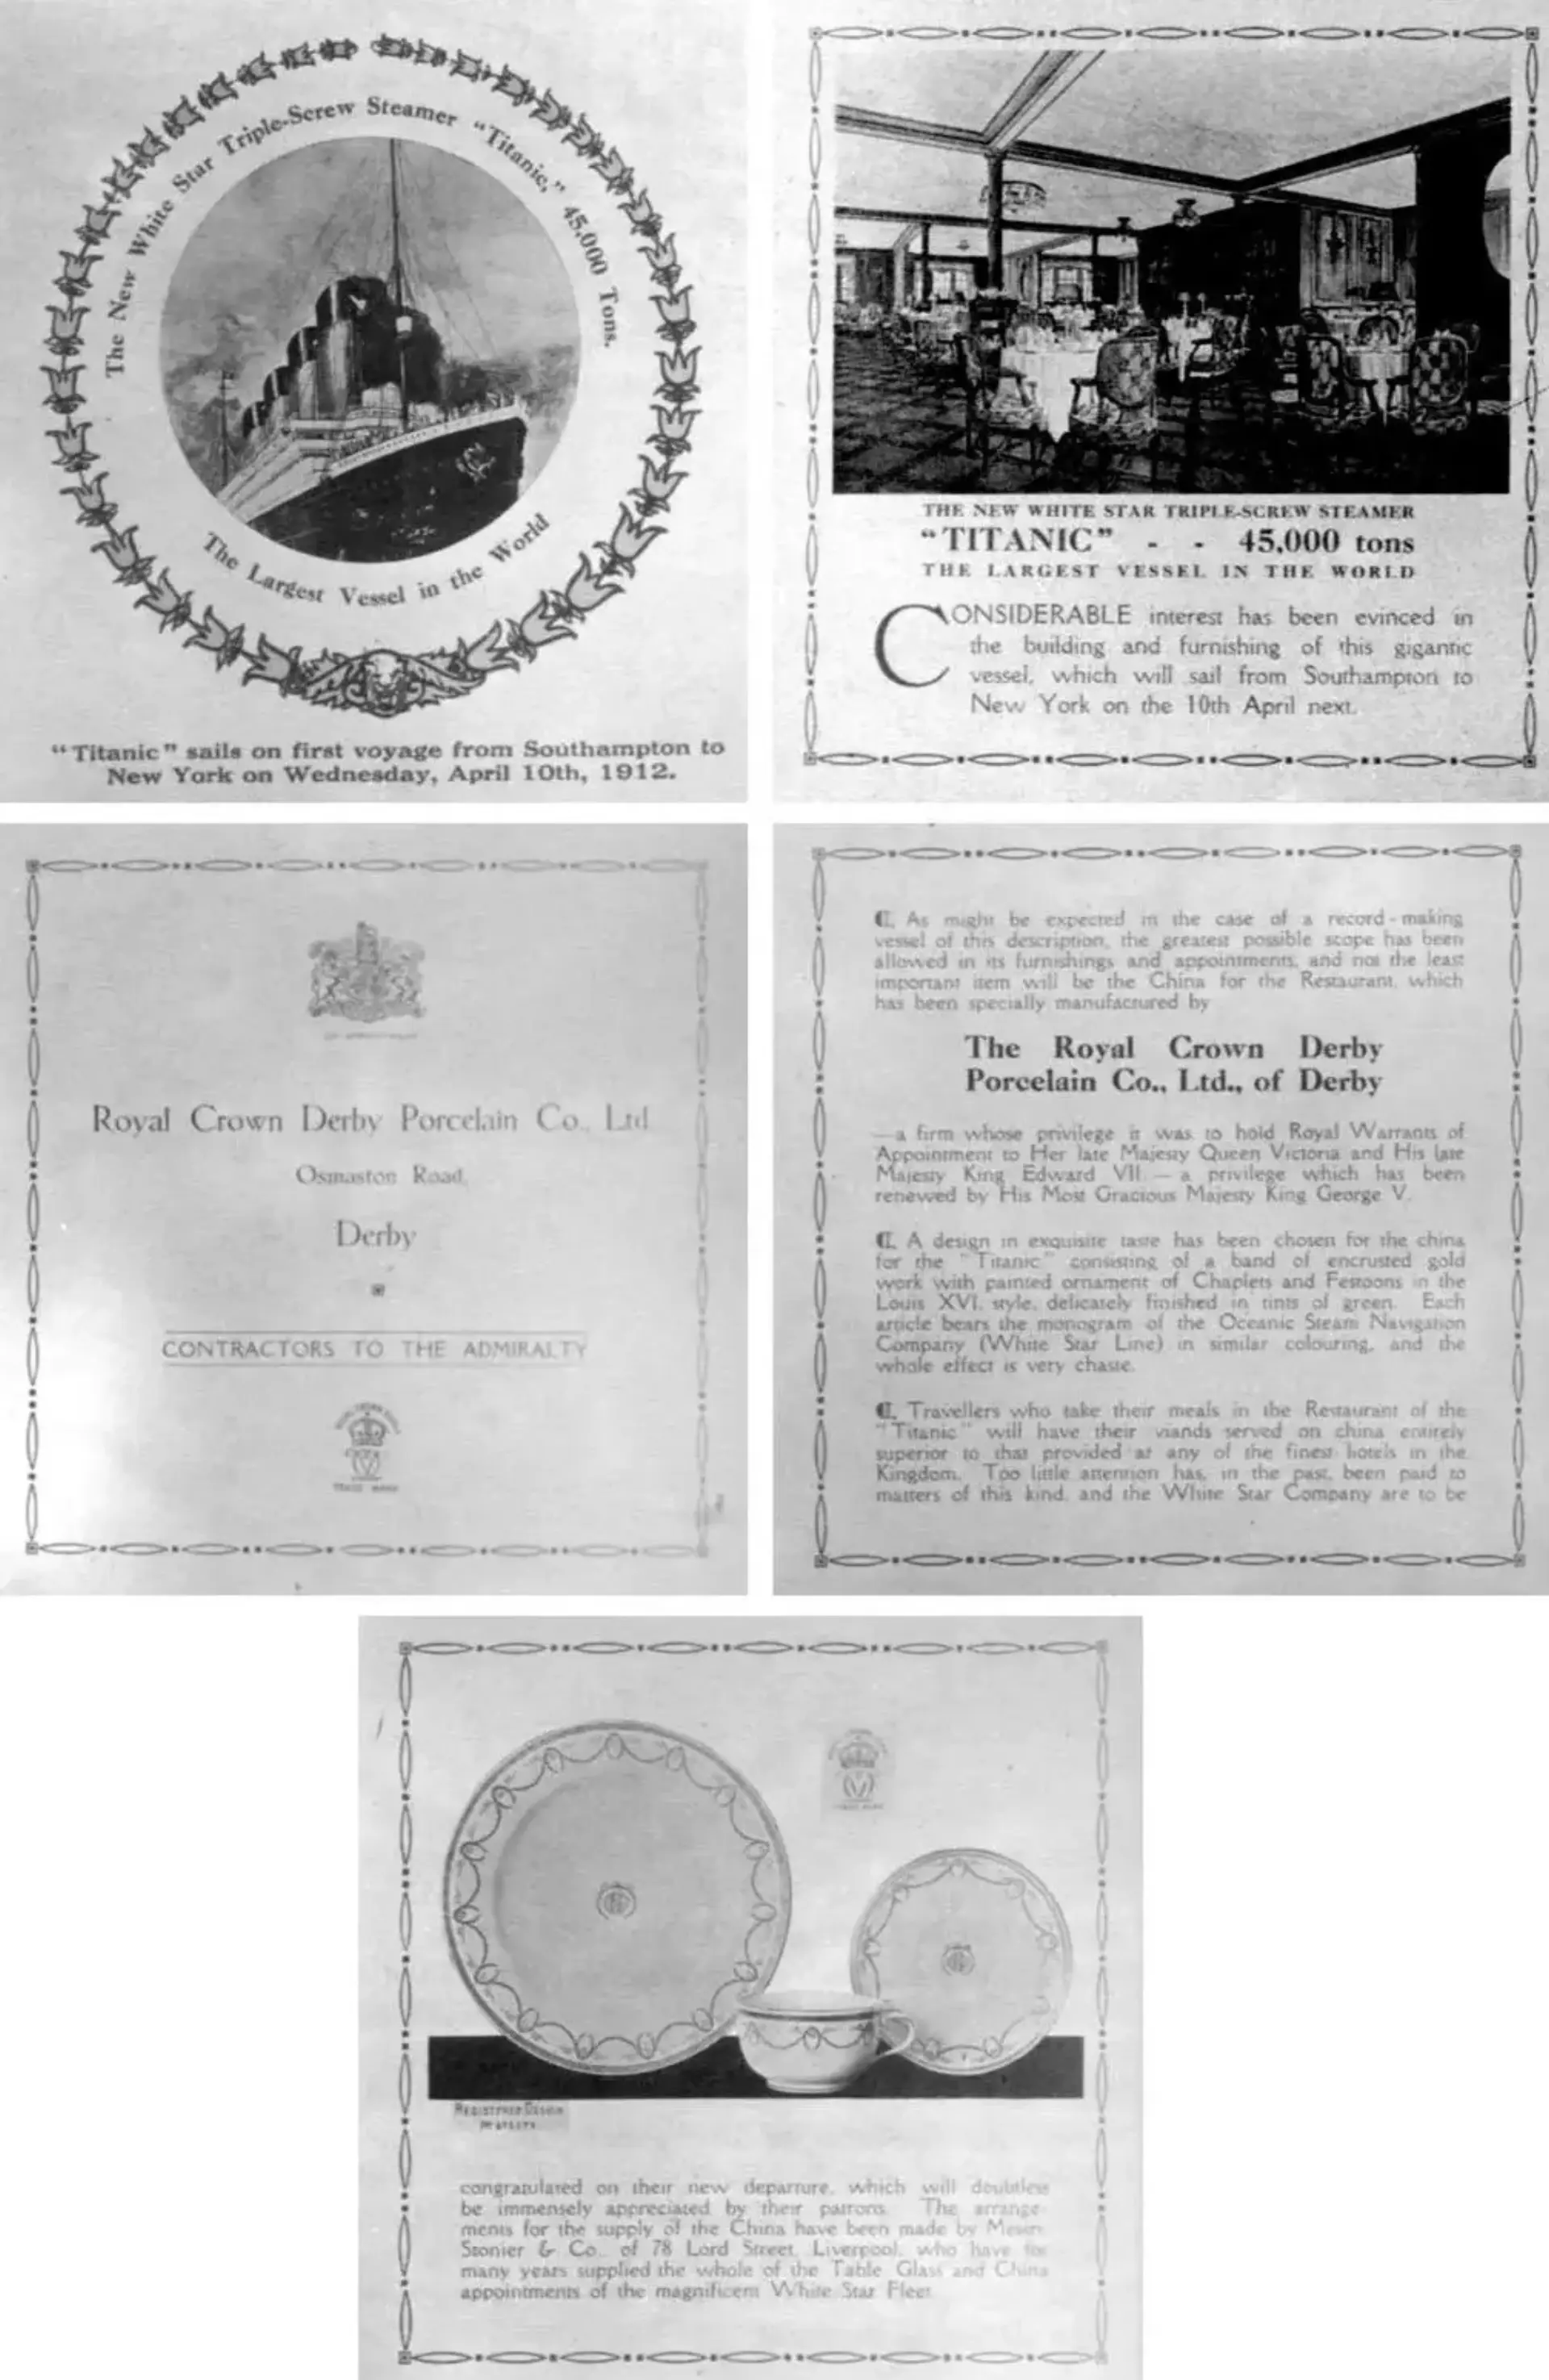 The New White Star Triple-Screw Steamer "Titanic," 45,000 Tons.
The Largest Vessel in the World
"Titanic" sails on first voyage from Southampton to
New York on Wednesday, April 10th, 1912.
THE NEW WHITE STAR TRIPLE-SCREW STEAMER
"TITANIC" - - 45,000 tons
THE LARGEST VESSEL IN THE WORLD
CONSIDERABLE interest has been evinced in
the building and furnishing of this gigantic
vessel, which will sail from Southampton to
New York on the 10th April next.
Royal Crown Derby Porcelain Co., Ltd
Osmaston Road,
Derby
CONTRACTORS TO THE ADMIRALTY
TRADE MARK
As might be expected in the case of a record-making
vessel of this description, the greatest possible scope has been
allowed in its furnishings and appointments, and not the least
important item will be the China for the Restaurant, which
has been specially manufactured by
The Royal Crown Derby
Porcelain Co., Ltd., of Derby
—a firm whose privilege it was to hold Royal Warrants of
Appointment to Her late Majesty Queen Victoria and His late
Majesty King Edward VII — a privilege which has been
renewed by His Most Gracious Majesty King George V.
A design in exquisite taste has been chosen for the china
for the "Titanic" consisting of a band of encrusted gold
work with painted ornament of Chaplets and Festoons in the
Louis XVI. style, delicately finished in tints of green. Each
article bears the monogram of the Oceanic Steam Navigation
Company (White Star Line) in similar colouring, and the
whole effect is very chaste.
Travellers who take their meals in the Restaurant of the
"Titanic" will have their viands served on china entirely
superior to that provided at any of the finest hotels in the
Kingdom. Too little attention has, in the past, been paid to
matters of this kind, and the White Star Company are to be
REGISTERED DESIGN
congratulated on their new departure, which will doubtless
be immensely appreciated by their patrons. The arrange-
ments for the supply of the China have been made by Messrs.
Stonier & Co., of 78 Lord Street, Liverpool, who have for
many years supplied the whole of the Table Glass and China
appointments of the magnificent White Star Fleet.